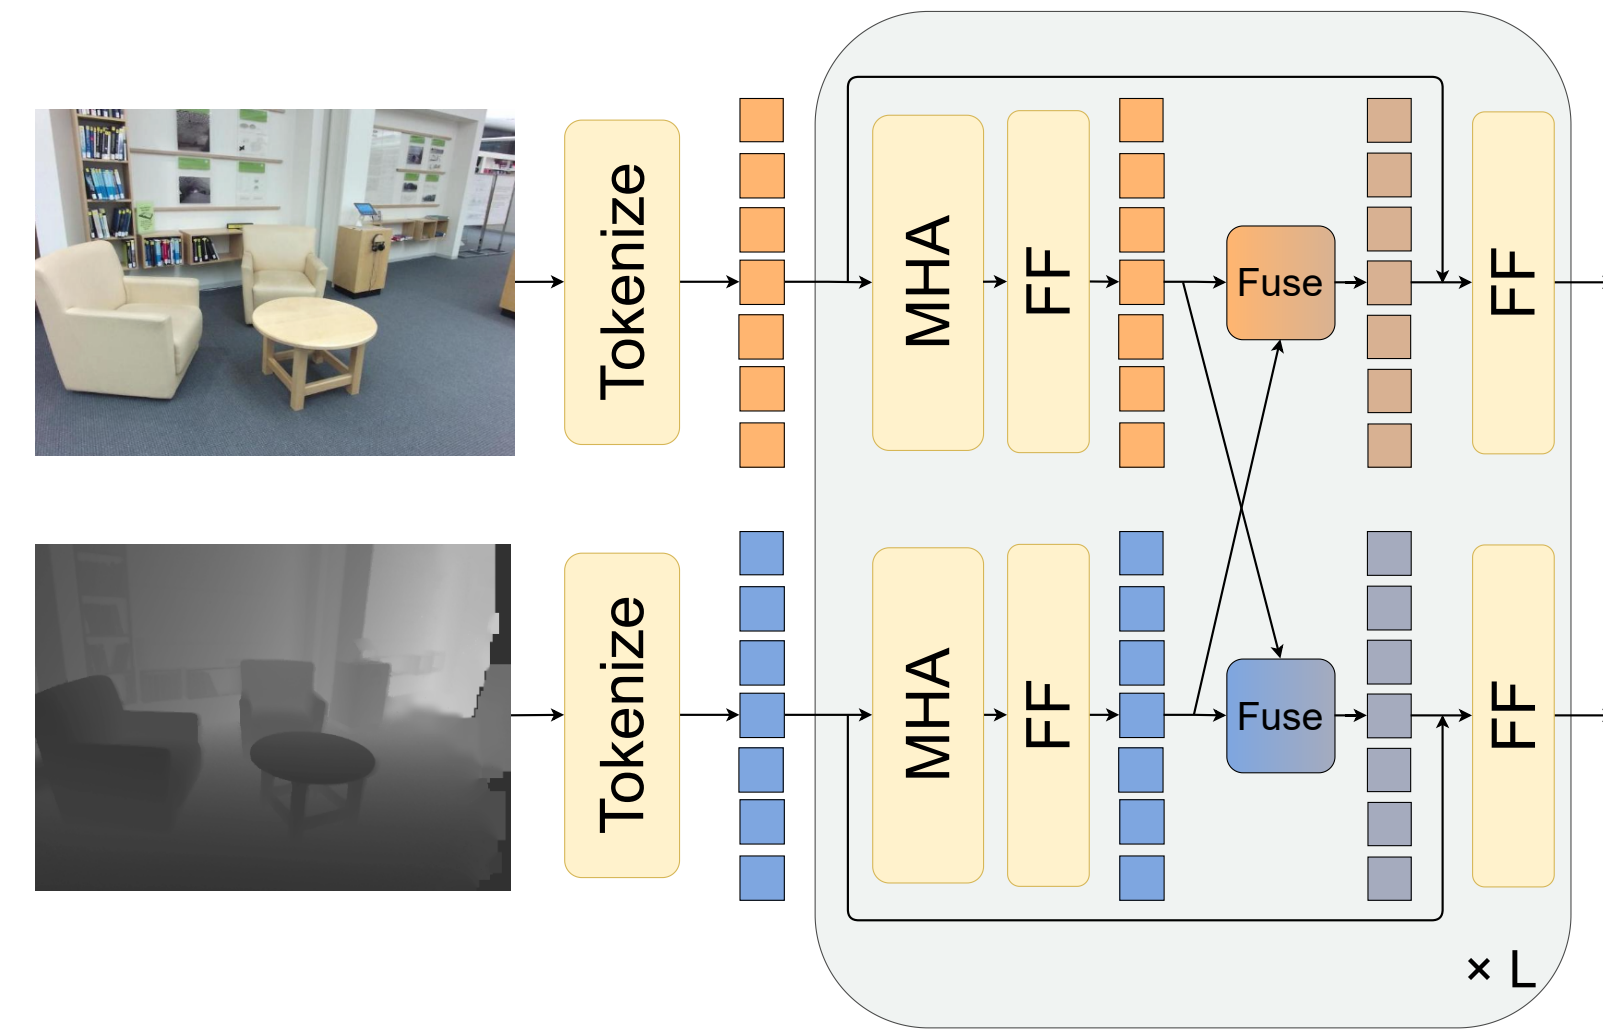 Tokenize
MHA
FF
Fuse
FF
Tokenize
MHA
FF
Fuse
FF
× L